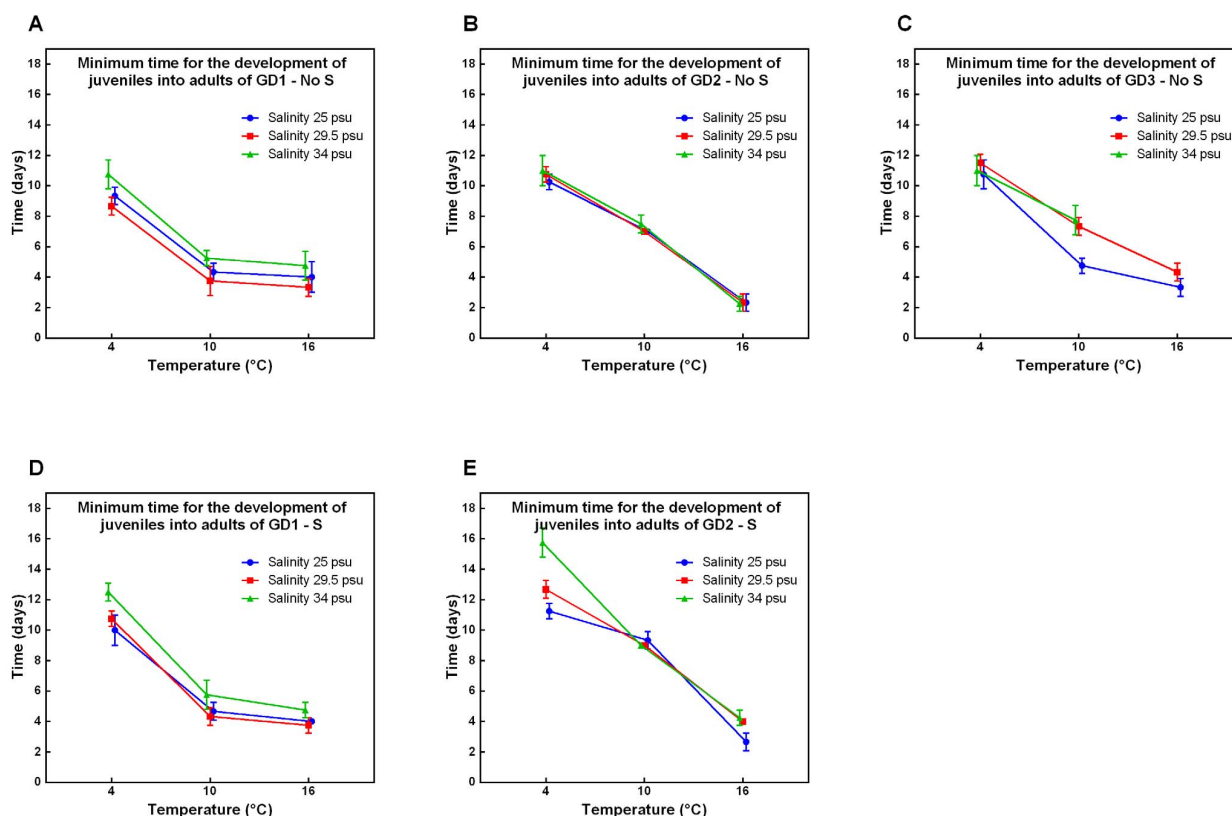 A
Minimum time for the development of
juveniles into adults of GD1 - No S
Salinity 25 psu
Salinity 29.5 psu
Salinity 34 psu
Time (days)
18
16
14
12
10
8
6
4
2
0
4 10 16
Temperature (°C)
B
Minimum time for the development of
juveniles into adults of GD2 - No S
Salinity 25 psu
Salinity 29.5 psu
Salinity 34 psu
Time (days)
18
16
14
12
10
8
6
4
2
0
4 10 16
Temperature (°C)
C
Minimum time for the development of
juveniles into adults of GD3 - No S
Salinity 25 psu
Salinity 29.5 psu
Salinity 34 psu
Time (days)
18
16
14
12
10
8
6
4
2
0
4 10 16
Temperature (°C)
D
Minimum time for the development of
juveniles into adults of GD1 - S
Salinity 25 psu
Salinity 29.5 psu
Salinity 34 psu
Time (days)
18
16
14
12
10
8
6
4
2
0
4 10 16
Temperature (°C)
E
Minimum time for the development of
juveniles into adults of GD2 - S
Salinity 25 psu
Salinity 29.5 psu
Salinity 34 psu
Time (days)
18
16
14
12
10
8
6
4
2
0
4 10 16
Temperature (°C)